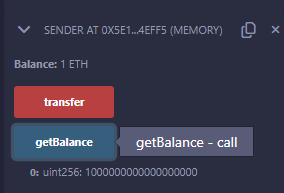 SENDER AT 0X5E1...4EFF5 (MEMORY)
Balance: 1 ETH
transfer
getBalance
getBalance - call
0: uint256: 1000000000000000000